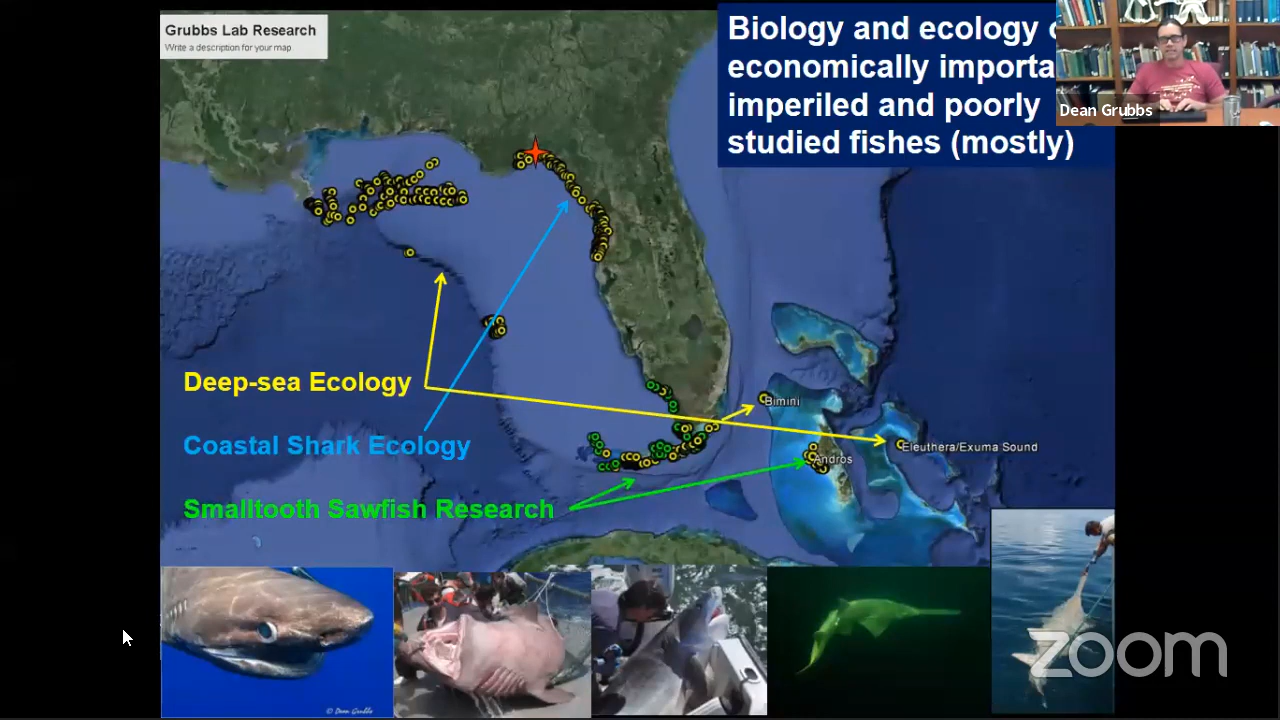 Grubbs Lab Research
Write a description for your map
Biology and ecology
economically importa
imperiled and poorly
studied fishes (mostly)
Dean Grubbs
Deep-sea Ecology
Coastal Shark Ecology
Smalltooth Sawfish Research
Bimini
Eleuthera/Exuma Sound
Andros
© Dean Grubbs
zoom